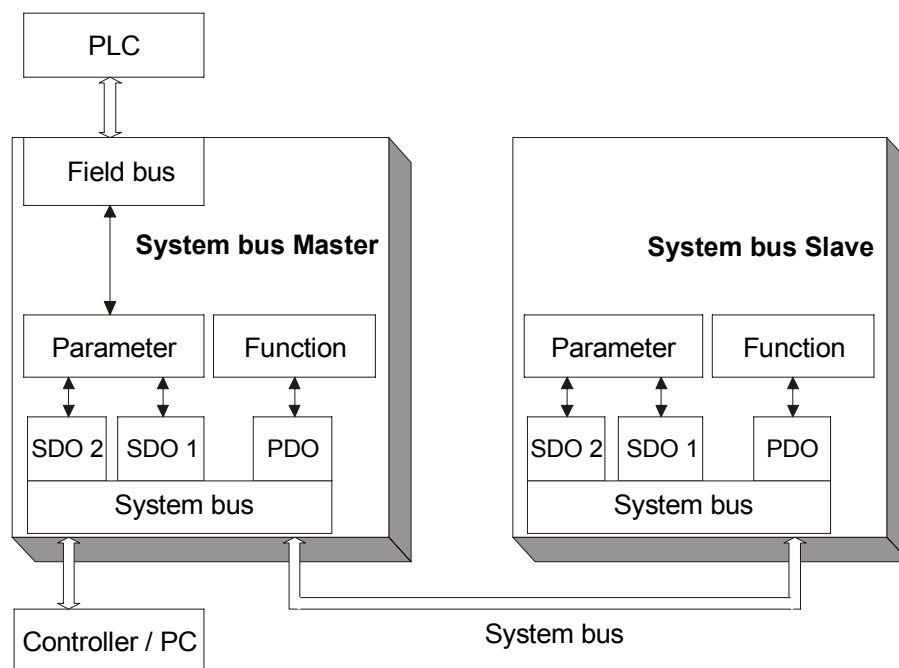 PLC
Field bus
System bus Master
System bus Slave
Parameter
Function
Parameter
Function
SDO 2
SDO 1
PDO
SDO 2
SDO 1
PDO
System bus
System bus
Controller / PC
System bus